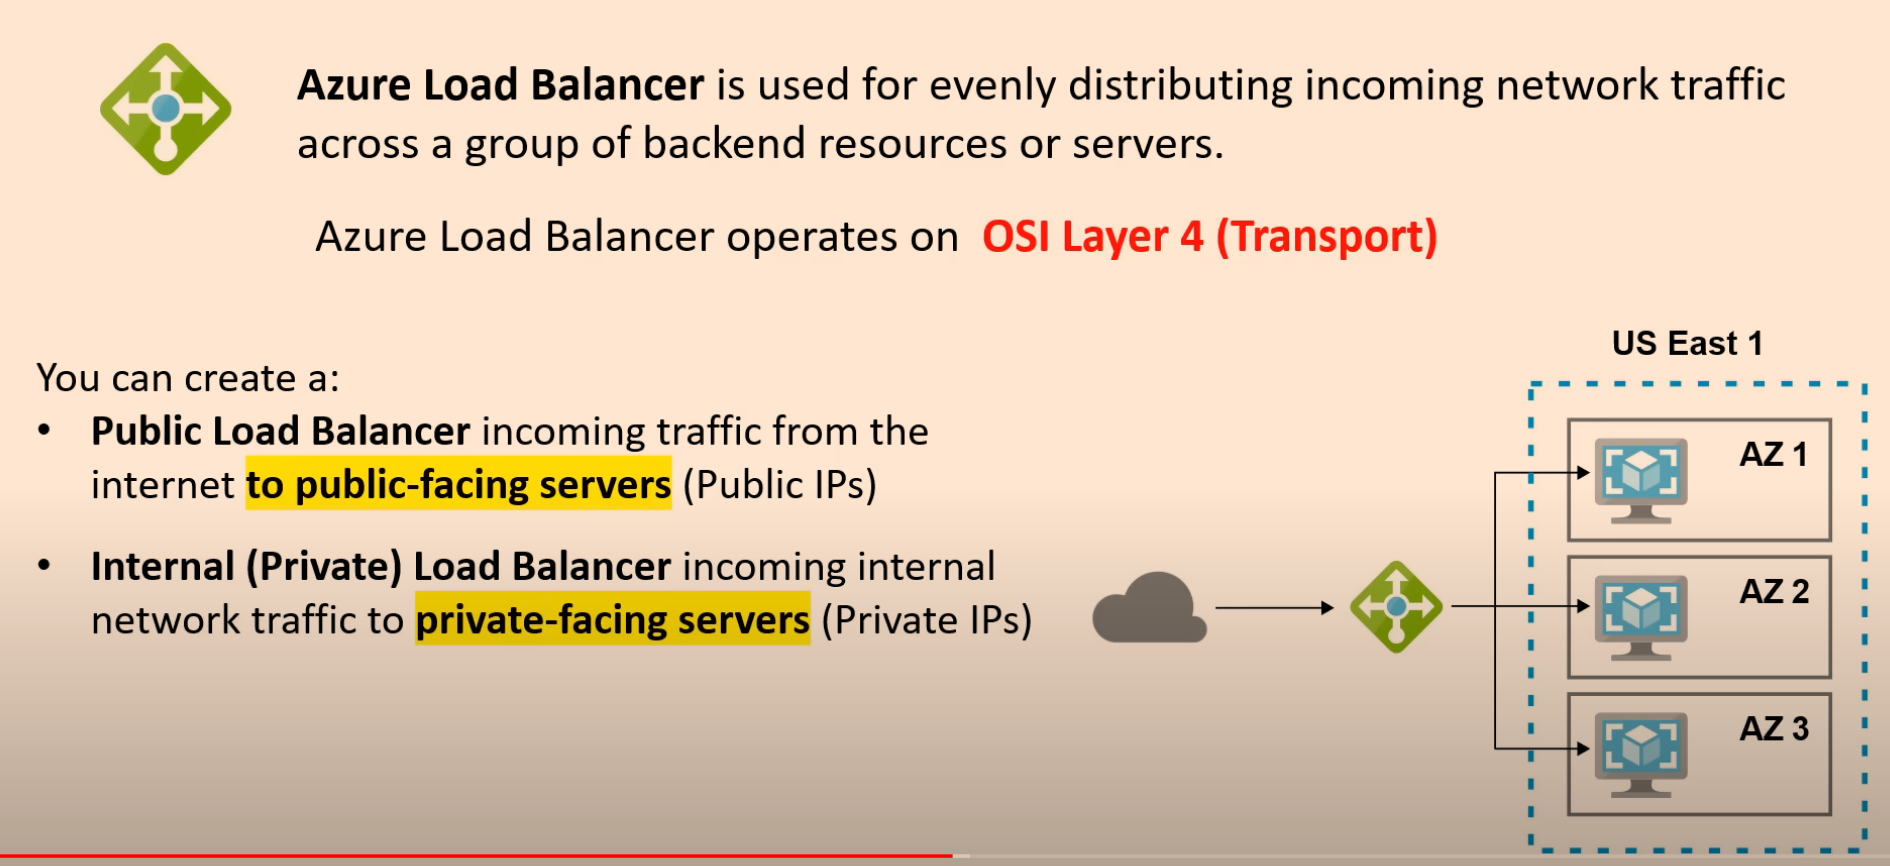 Azure Load Balancer is used for evenly distributing incoming network traffic
across a group of backend resources or servers.
Azure Load Balancer operates on OSI Layer 4 (Transport)
You can create a:
• Public Load Balancer incoming traffic from the
internet to public-facing servers (Public IPs)
• Internal (Private) Load Balancer incoming internal
network traffic to private-facing servers (Private IPs)
US East 1
AZ 1
AZ 2
AZ 3